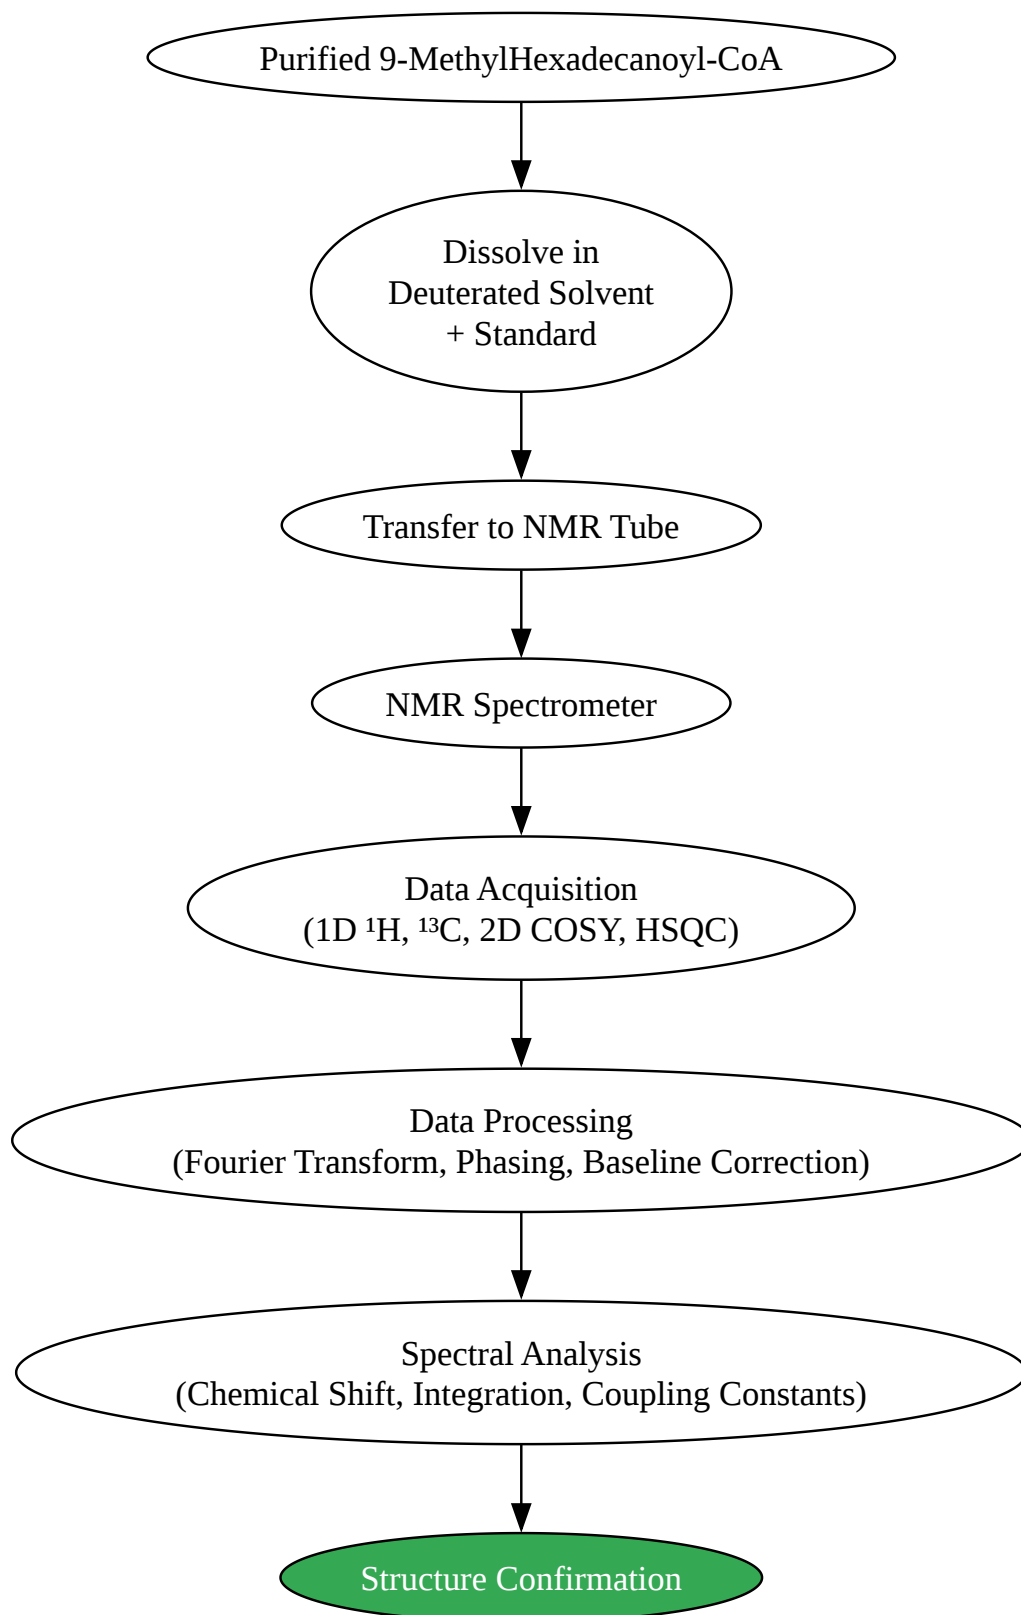 Purified 9-MethylHexadecanoyl-CoA
Dissolve in
Deuterated Solvent
+ Standard
Transfer to NMR Tube
NMR Spectrometer
Data Acquisition
(1D ¹H, ¹³C, 2D COSY, HSQC)
Data Processing
(Fourier Transform, Phasing, Baseline Correction)
Spectral Analysis
(Chemical Shift, Integration, Coupling Constants)
Structure Confirmation